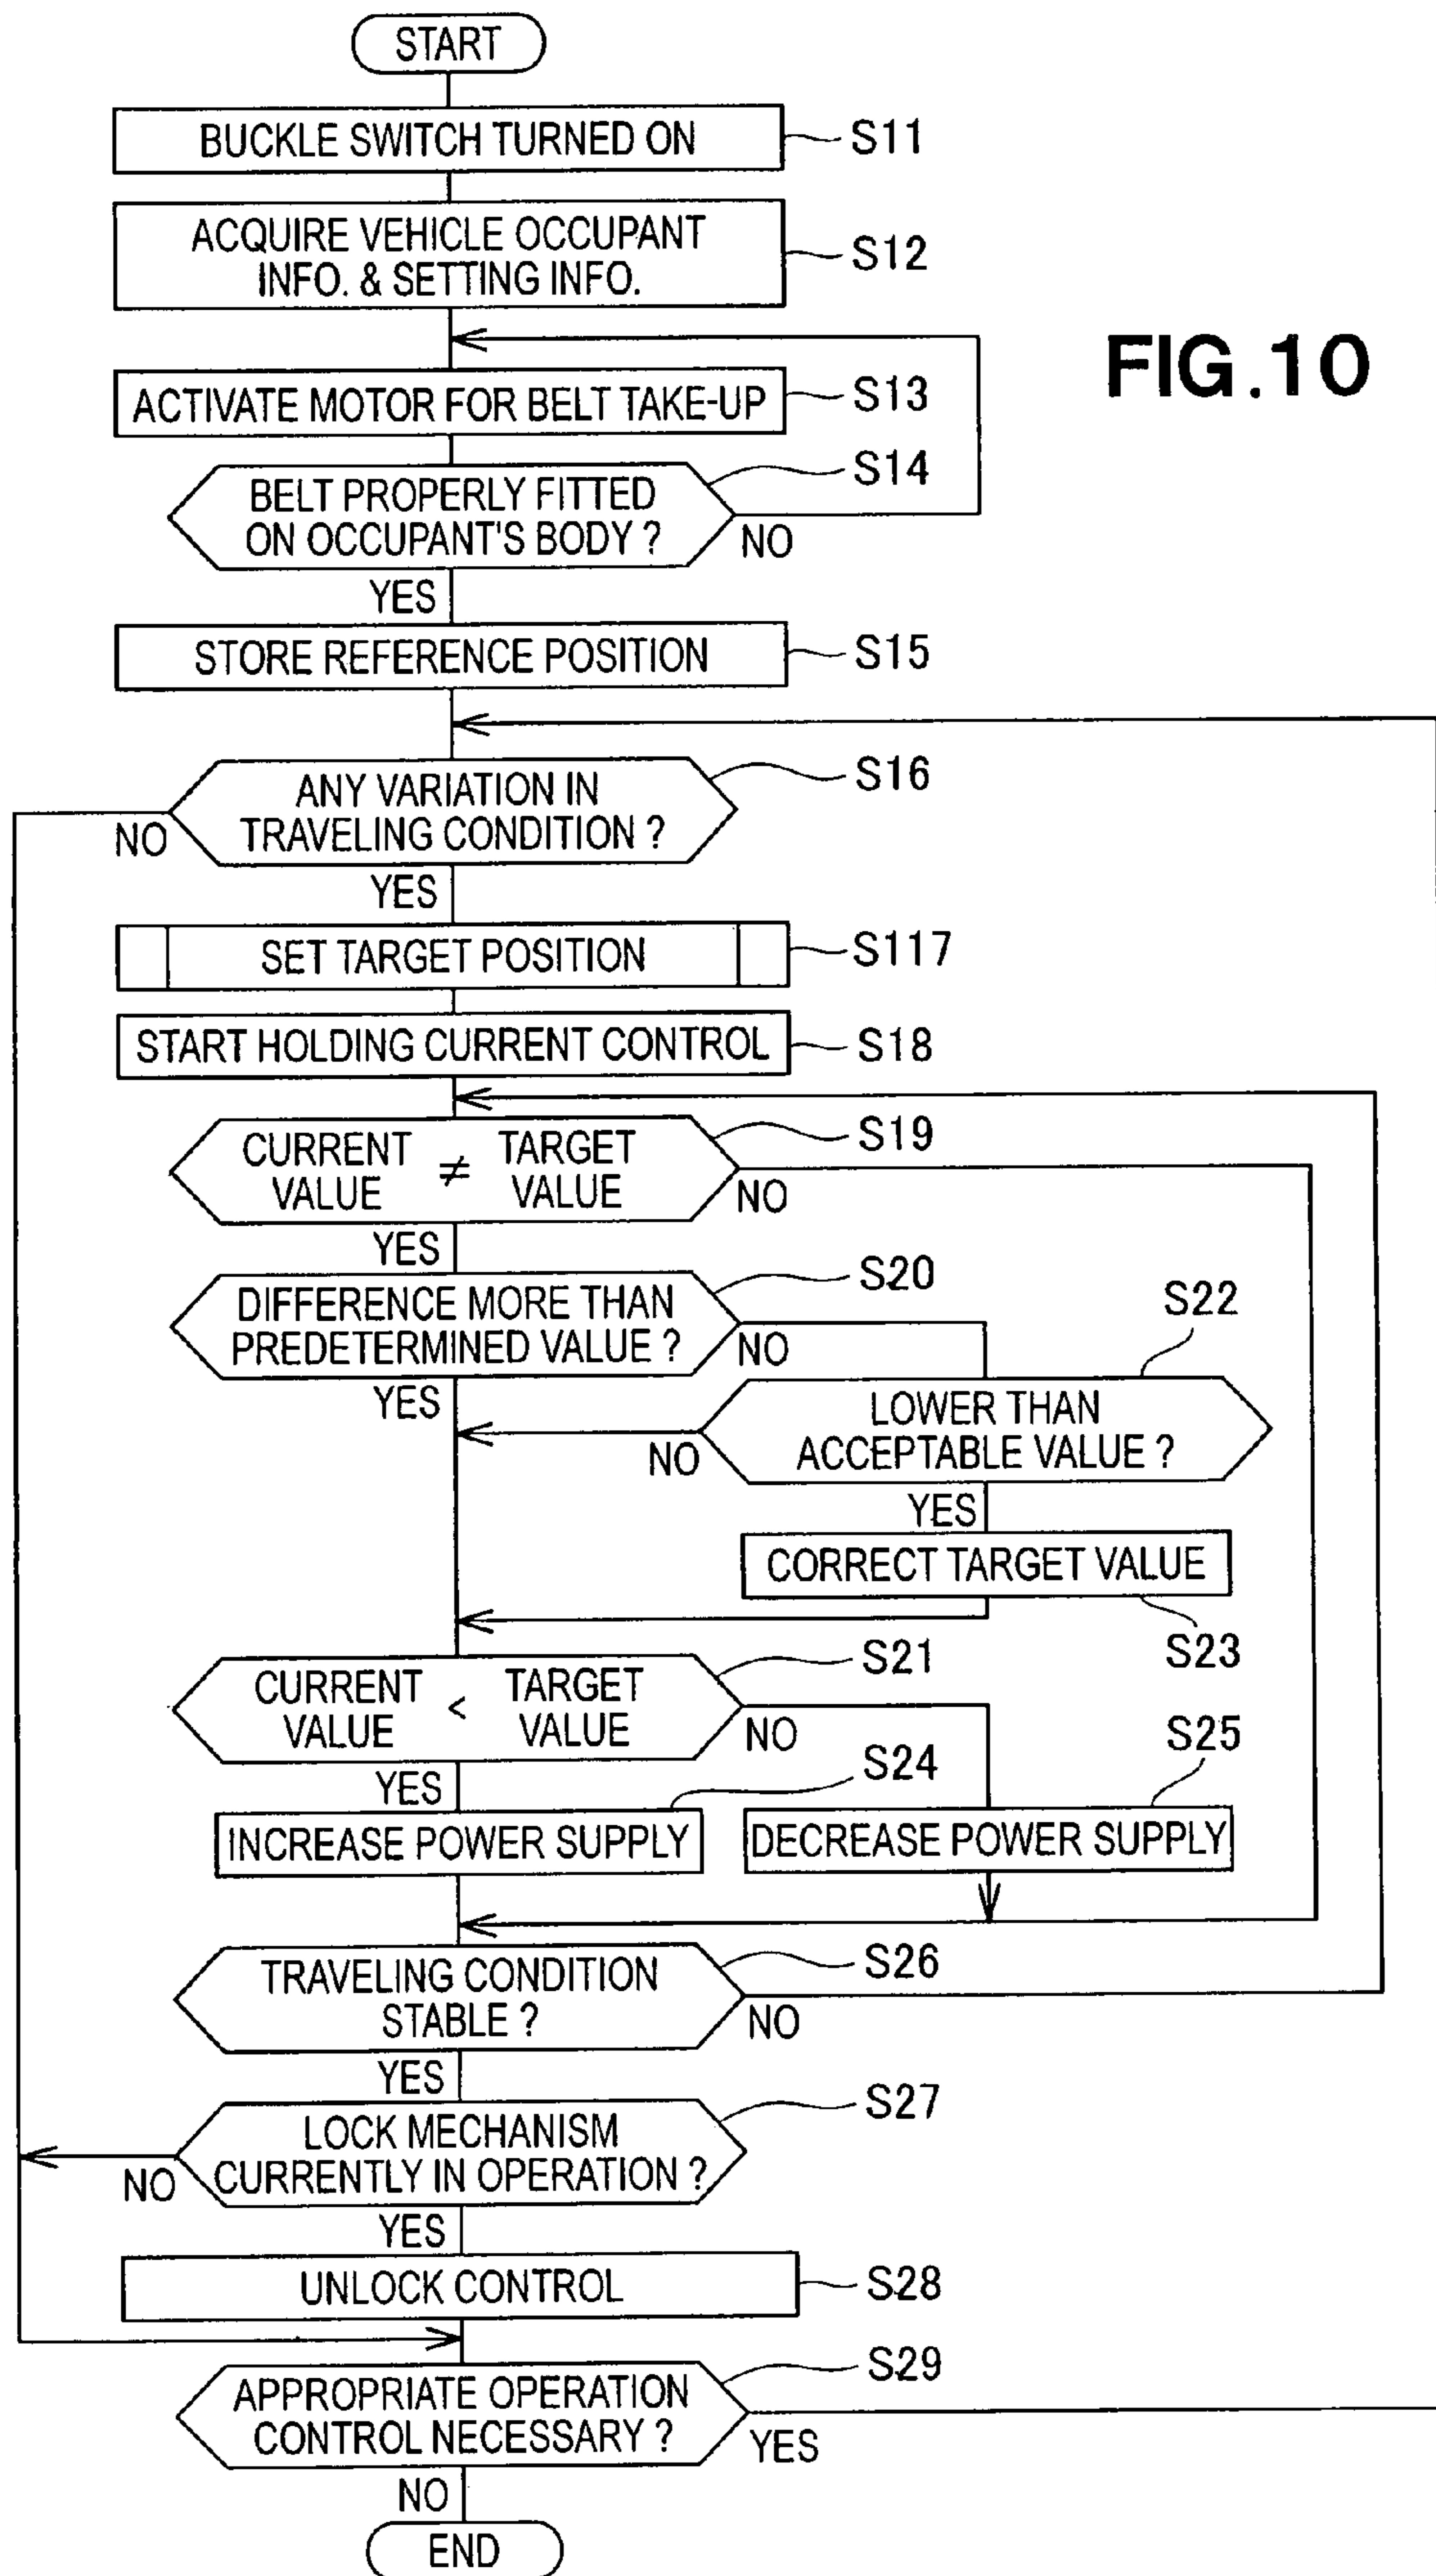 START
BUCKLE SWITCH TURNED ON
S11
ACQUIRE VEHICLE OCCUPANT
INFO. & SETTING INFO.
S12
FIG.10
ACTIVATE MOTOR FOR BELT TAKE-UP
S13
BELT PROPERLY FITTED
ON OCCUPANT'S BODY ?
S14
NO
YES
STORE REFERENCE POSITION
S15
ANY VARIATION IN
TRAVELING CONDITION ?
S16
NO
YES
SET TARGET POSITION
S117
START HOLDING CURRENT CONTROL
S18
CURRENT VALUE ≠ TARGET VALUE
S19
NO
YES
DIFFERENCE MORE THAN
PREDETERMINED VALUE ?
S20
NO
YES
S22
LOWER THAN
ACCEPTABLE VALUE ?
NO
YES
CORRECT TARGET VALUE
S23
CURRENT VALUE < TARGET VALUE
S21
NO
YES
S24
INCREASE POWER SUPPLY
S25
DECREASE POWER SUPPLY
TRAVELING CONDITION
STABLE ?
S26
NO
YES
LOCK MECHANISM
CURRENTLY IN OPERATION ?
S27
NO
YES
UNLOCK CONTROL
S28
APPROPRIATE OPERATION
CONTROL NECESSARY ?
S29
YES
NO
END